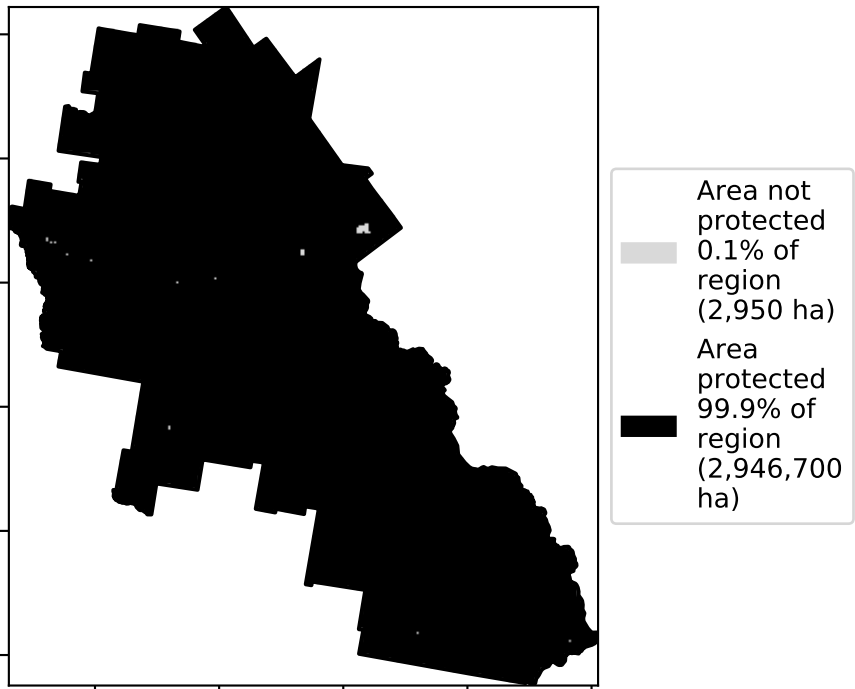 Area not
protected
0.1% of
region
(2,950 ha)
Area
protected
99.9% of
region
(2,946,700
ha)